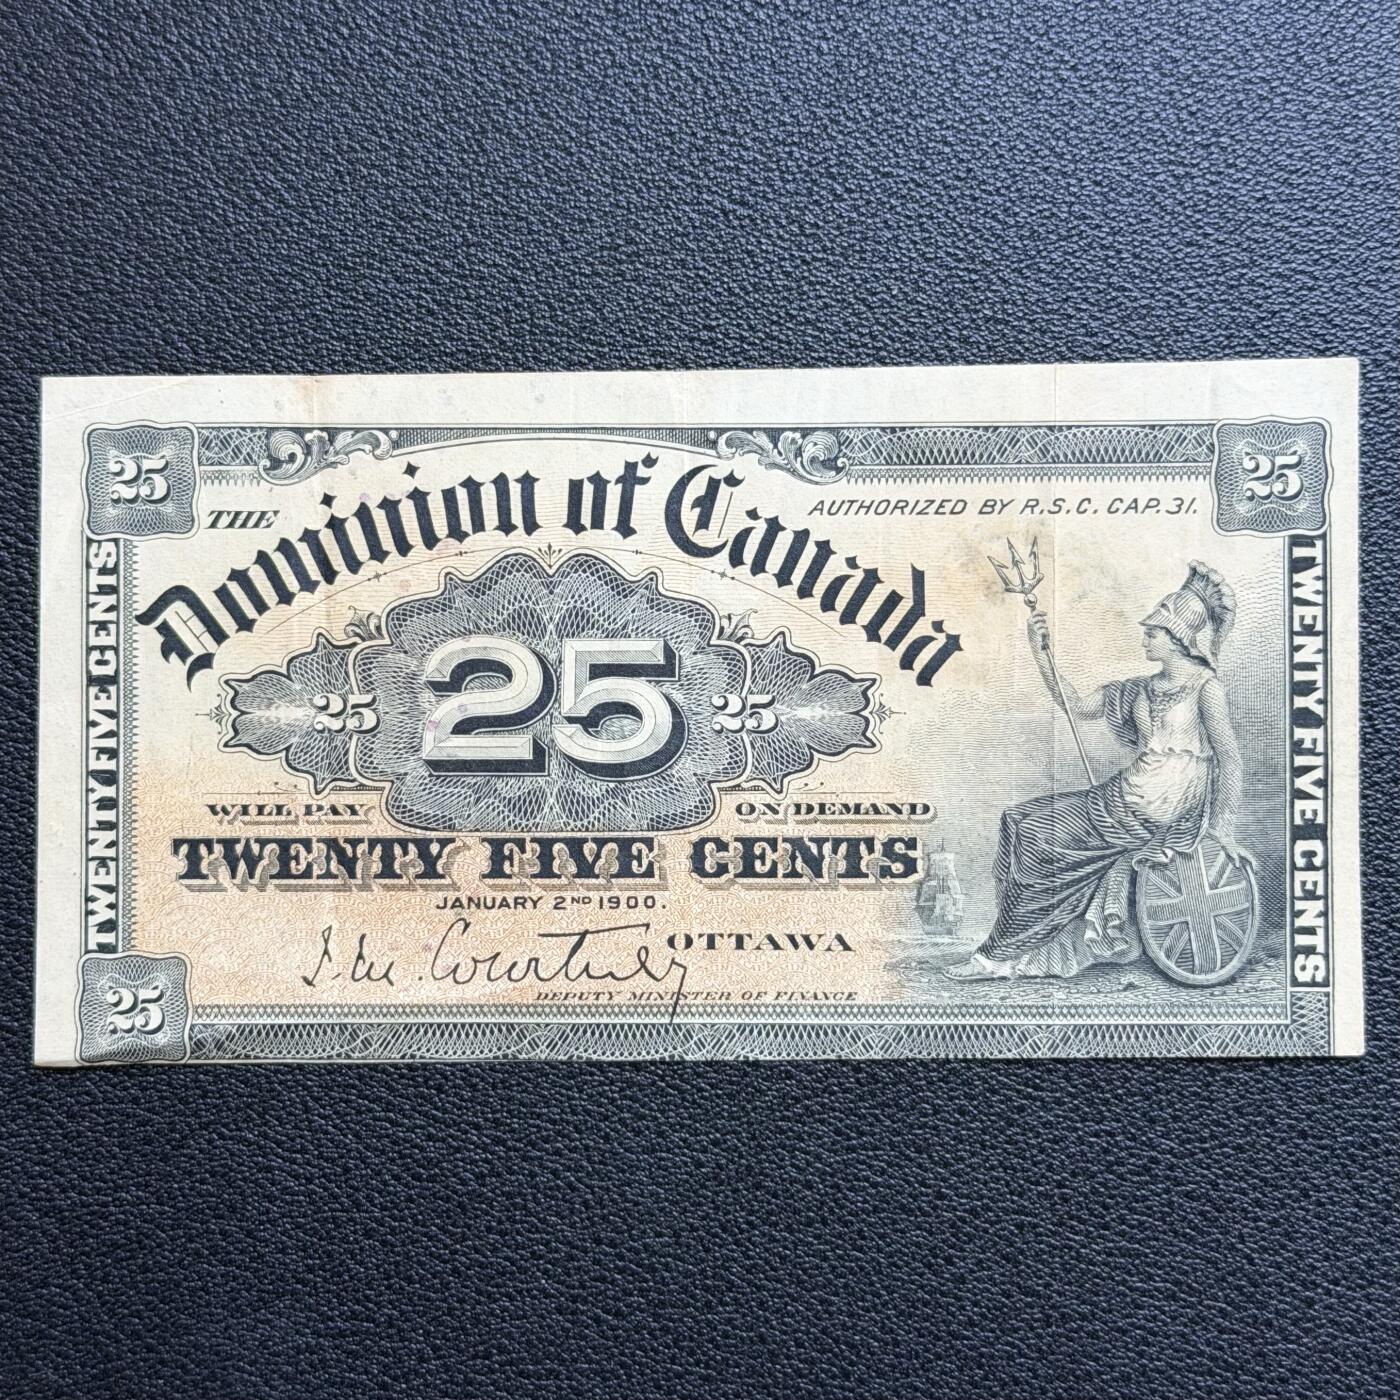 25
25
THE
Dominion of Canada
AUTHORIZED BY R.S.C. CAP. 31.
TWENTY FIVE CENTS
TWENTY FIVE CENTS
25
25
25
WILL PAY
ON DEMAND
TWENTY FIVE CENTS
JANUARY 2ND 1900.
J. M. Courtney
OTTAWA
DEPUTY MINISTER OF FINANCE
25